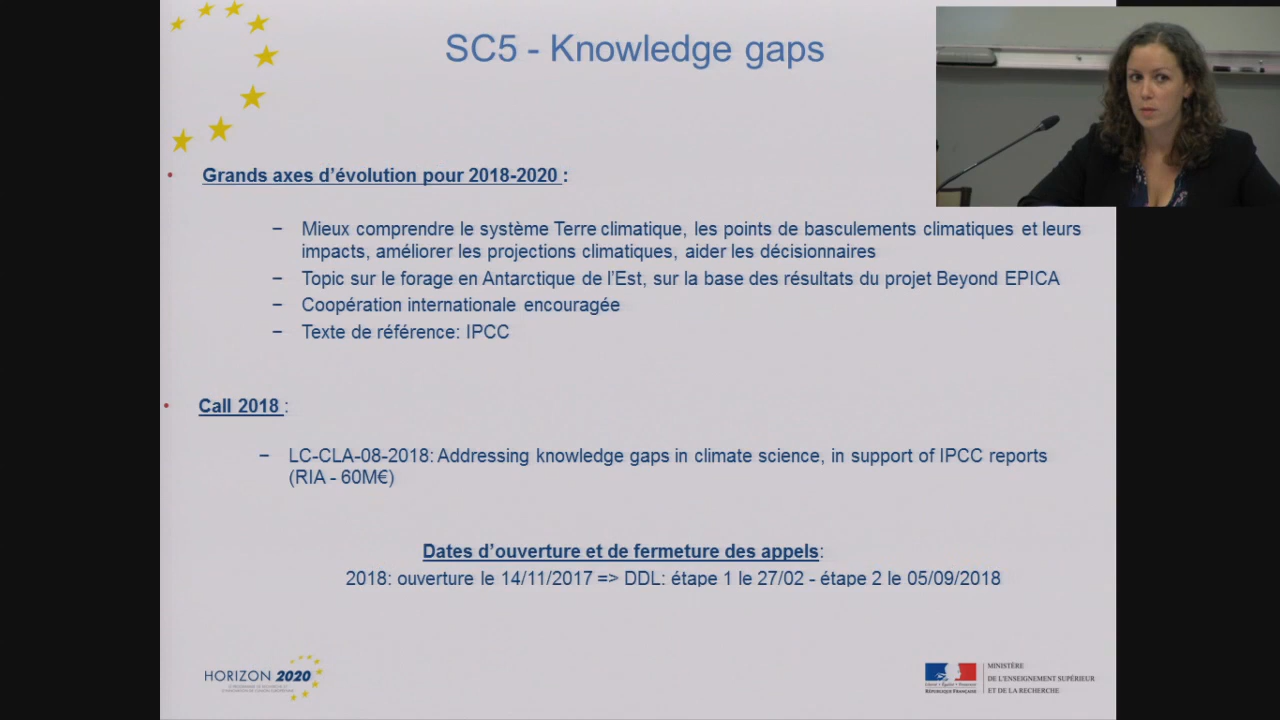 SC5 - Knowledge gaps
• Grands axes d’évolution pour 2018-2020 :
− Mieux comprendre le système Terre climatique, les points de basculements climatiques et leurs
impacts, améliorer les projections climatiques, aider les décisionnaires
− Topic sur le forage en Antarctique de l’Est, sur la base des résultats du projet Beyond EPICA
− Coopération internationale encouragée
− Texte de référence: IPCC
• Call 2018 :
− LC-CLA-08-2018: Addressing knowledge gaps in climate science, in support of IPCC reports
(RIA - 60M€)
Dates d’ouverture et de fermeture des appels:
2018: ouverture le 14/11/2017 => DDL: étape 1 le 27/02 - étape 2 le 05/09/2018
HORIZON 2020
Liberté • Égalité • Fraternité
RÉPUBLIQUE FRANÇAISE
MINISTÈRE
DE L'ENSEIGNEMENT SUPÉRIEUR
ET DE LA RECHERCHE